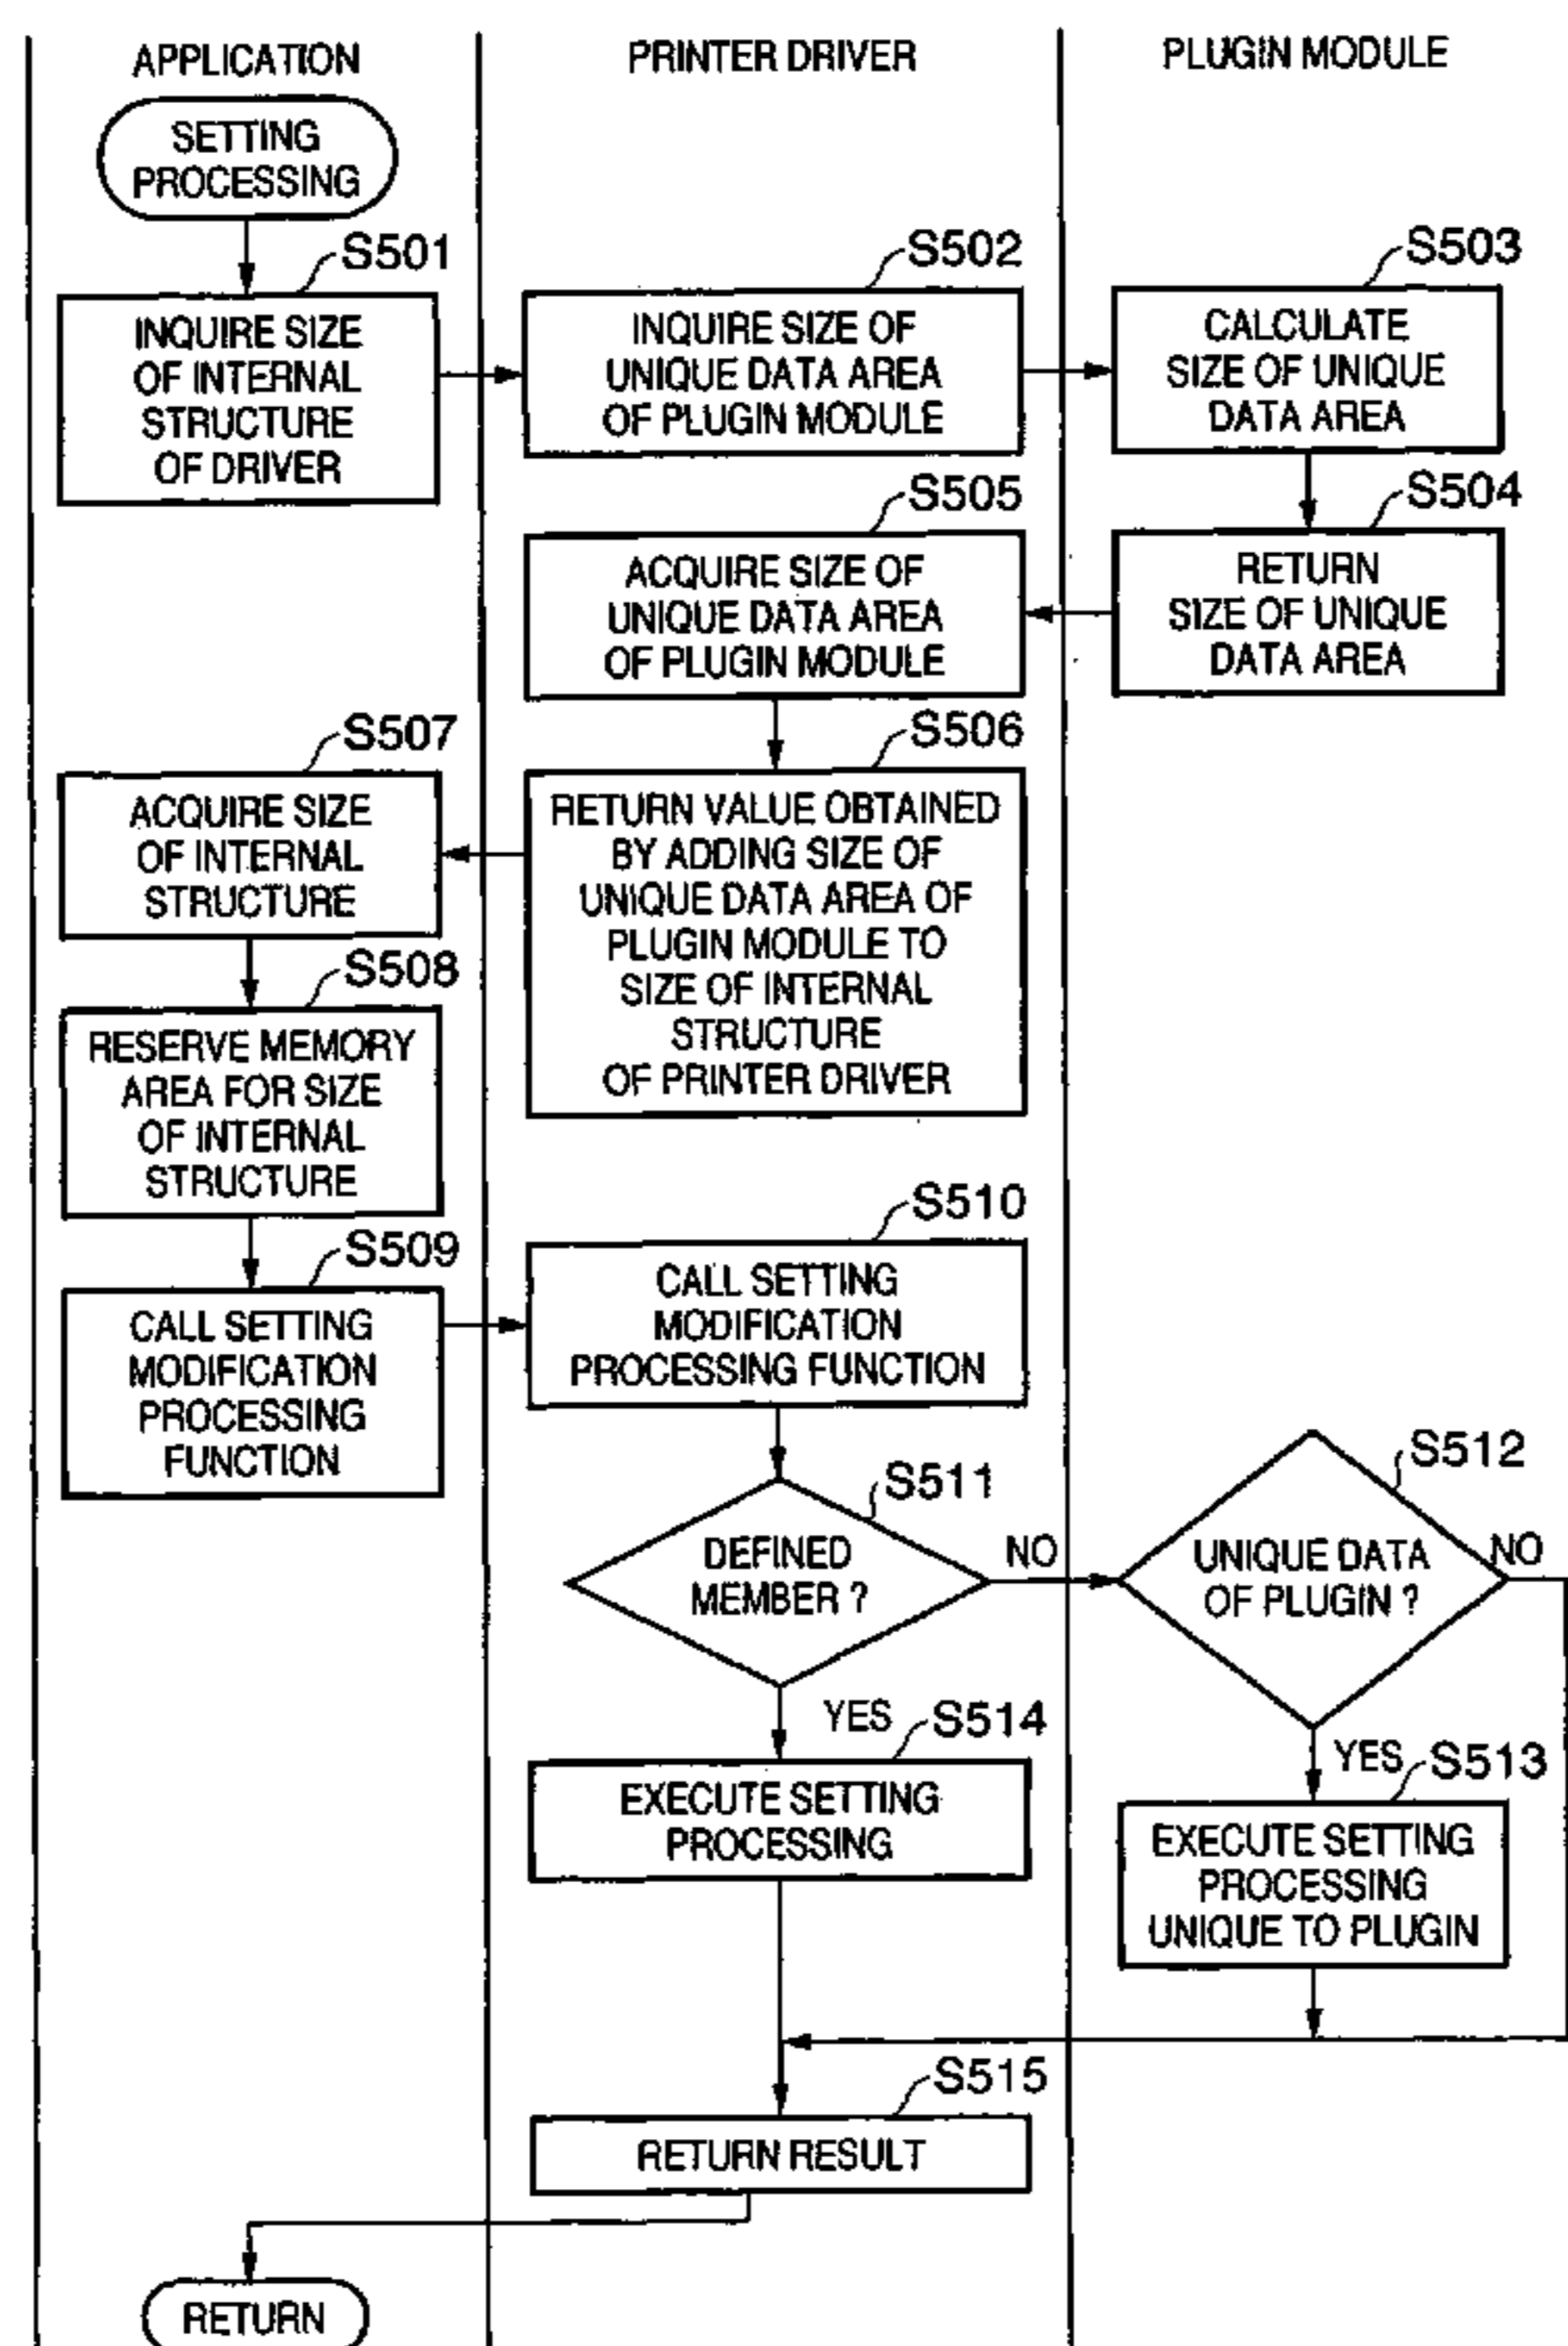 APPLICATION
PRINTER DRIVER
PLUGIN MODULE
SETTING
PROCESSING
S501
INQUIRE SIZE
OF INTERNAL
STRUCTURE
OF DRIVER
S502
INQUIRE SIZE OF
UNIQUE DATA AREA
OF PLUGIN MODULE
S503
CALCULATE
SIZE OF UNIQUE
DATA AREA
S504
RETURN
SIZE OF UNIQUE
DATA AREA
S505
ACQUIRE SIZE OF
UNIQUE DATA AREA
OF PLUGIN MODULE
S506
RETURN VALUE OBTAINED
BY ADDING SIZE OF
UNIQUE DATA AREA OF
PLUGIN MODULE TO
SIZE OF INTERNAL
STRUCTURE
OF PRINTER DRIVER
S507
ACQUIRE SIZE
OF INTERNAL
STRUCTURE
S508
RESERVE MEMORY
AREA FOR SIZE
OF INTERNAL
STRUCTURE
S509
CALL SETTING
MODIFICATION
PROCESSING
FUNCTION
S510
CALL SETTING
MODIFICATION
PROCESSING FUNCTION
S511
DEFINED
MEMBER ?
NO
S512
UNIQUE DATA
OF PLUGIN ?
NO
YES
S513
EXECUTE SETTING
PROCESSING
UNIQUE TO PLUGIN
YES
S514
EXECUTE SETTING
PROCESSING
S515
RETURN RESULT
RETURN